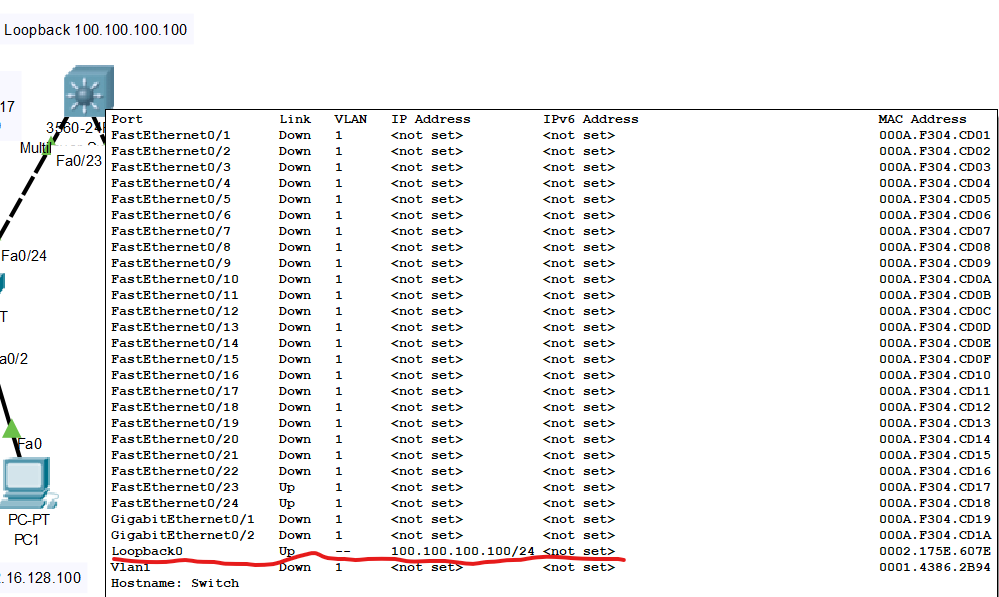 Loopback 100.100.100.100
17
3560-24
Fa0/23
Fa0/24
T
a0/2
Fa0
PC-PT
PC1
.16.128.100
Port Link VLAN IP Address IPv6 Address MAC Address
FastEthernet0/1 Down 1 <not set> <not set> 000A.F304.CD01
FastEthernet0/2 Down 1 <not set> <not set> 000A.F304.CD02
FastEthernet0/3 Down 1 <not set> <not set> 000A.F304.CD03
FastEthernet0/4 Down 1 <not set> <not set> 000A.F304.CD04
FastEthernet0/5 Down 1 <not set> <not set> 000A.F304.CD05
FastEthernet0/6 Down 1 <not set> <not set> 000A.F304.CD06
FastEthernet0/7 Down 1 <not set> <not set> 000A.F304.CD07
FastEthernet0/8 Down 1 <not set> <not set> 000A.F304.CD08
FastEthernet0/9 Down 1 <not set> <not set> 000A.F304.CD09
FastEthernet0/10 Down 1 <not set> <not set> 000A.F304.CD0A
FastEthernet0/11 Down 1 <not set> <not set> 000A.F304.CD0B
FastEthernet0/12 Down 1 <not set> <not set> 000A.F304.CD0C
FastEthernet0/13 Down 1 <not set> <not set> 000A.F304.CD0D
FastEthernet0/14 Down 1 <not set> <not set> 000A.F304.CD0E
FastEthernet0/15 Down 1 <not set> <not set> 000A.F304.CD0F
FastEthernet0/16 Down 1 <not set> <not set> 000A.F304.CD10
FastEthernet0/17 Down 1 <not set> <not set> 000A.F304.CD11
FastEthernet0/18 Down 1 <not set> <not set> 000A.F304.CD12
FastEthernet0/19 Down 1 <not set> <not set> 000A.F304.CD13
FastEthernet0/20 Down 1 <not set> <not set> 000A.F304.CD14
FastEthernet0/21 Down 1 <not set> <not set> 000A.F304.CD15
FastEthernet0/22 Down 1 <not set> <not set> 000A.F304.CD16
FastEthernet0/23 Up 1 <not set> <not set> 000A.F304.CD17
FastEthernet0/24 Up 1 <not set> <not set> 000A.F304.CD18
GigabitEthernet0/1 Down 1 <not set> <not set> 000A.F304.CD19
GigabitEthernet0/2 Down 1 <not set> <not set> 000A.F304.CD1A
Loopback0 Up -- 100.100.100.100/24 <not set> 0002.175E.607E
Vlan1 Down 1 <not set> <not set> 0001.4386.2B94
Hostname: Switch